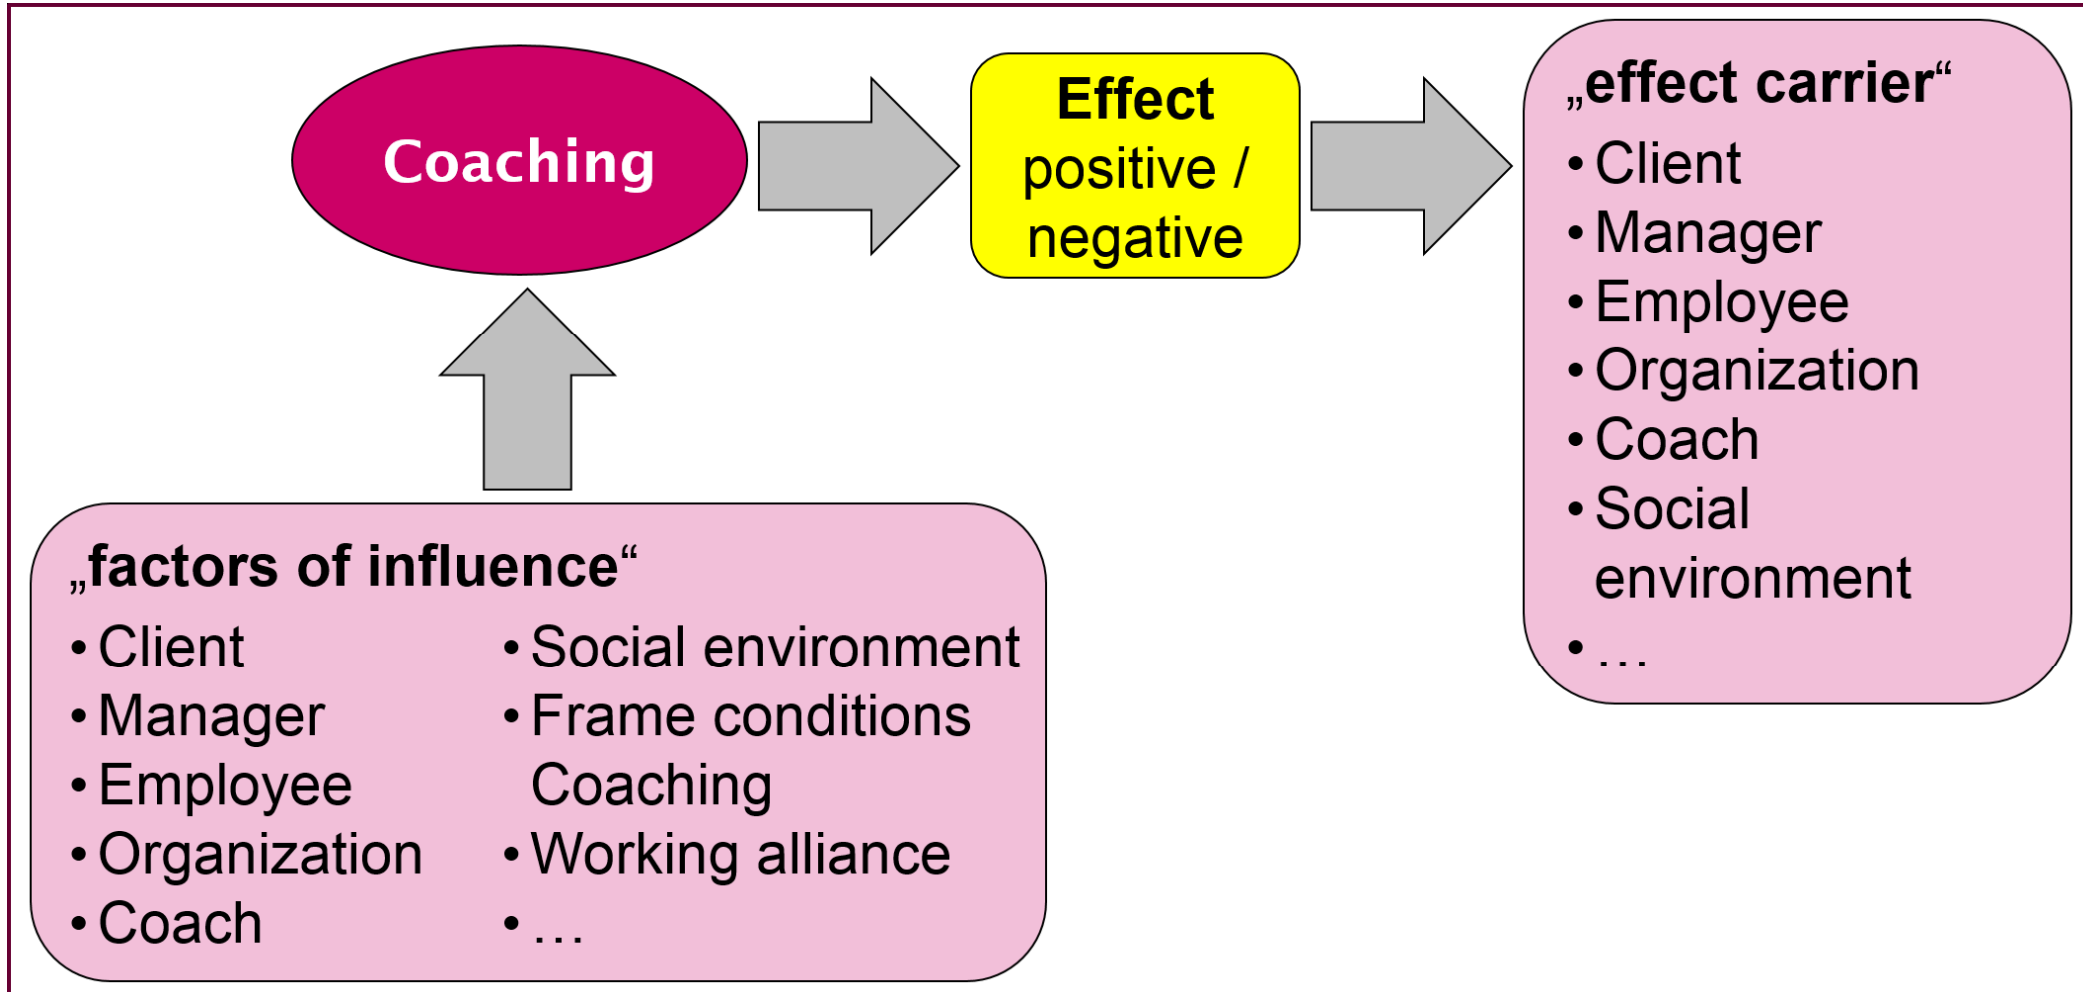 Coaching
Effect
positive /
negative
„effect carrier“
• Client
• Manager
• Employee
• Organization
• Coach
• Social
environment
• …
„factors of influence“
• Client
• Manager
• Employee
• Organization
• Coach
• Social environment
• Frame conditions
Coaching
• Working alliance
• …